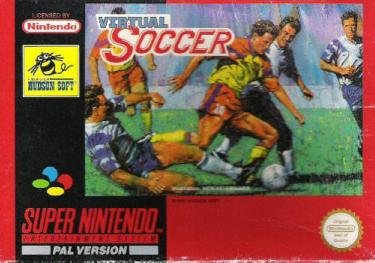 LICENSED BY
Nintendo
HUDSON SOFT
VIRTUAL
SOCCER
SUPER NINTENDO
ENTERTAINMENT SYSTEM
PAL VERSION
Original
Nintendo
Seal of
Quality